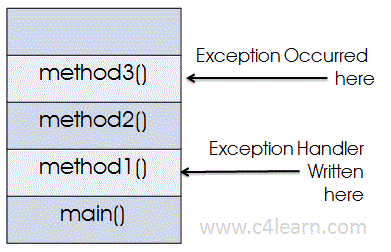 Exception Occurred
here
method3()
method2()
Exception Handler
Written
here
method1()
main()
www.c4learn.com